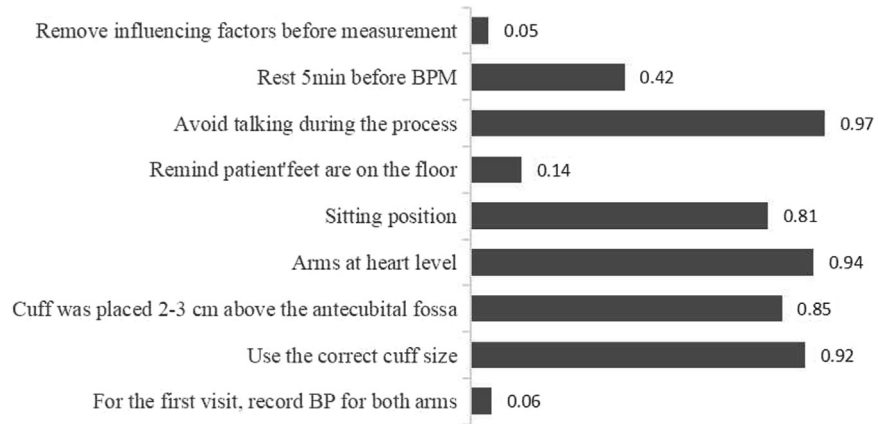 Remove influencing factors before measurement 0.05
Rest 5min before BPM 0.42
Avoid talking during the process 0.97
Remind patient'feet are on the floor 0.14
Sitting position 0.81
Arms at heart level 0.94
Cuff was placed 2-3 cm above the antecubital fossa 0.85
Use the correct cuff size 0.92
For the first visit, record BP for both arms 0.06